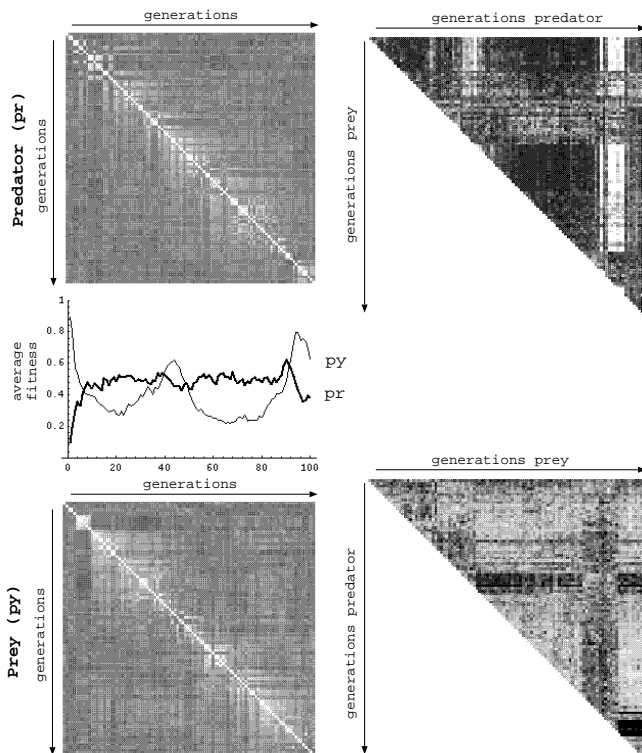 generations
Predator (pr)
generations
generations predator
generations prey
average
fitness
1
0.8
0.6
0.4
0.2
0
20
40
60
80
100
py
pr
generations
Prey (py)
generations
generations prey
generations predator